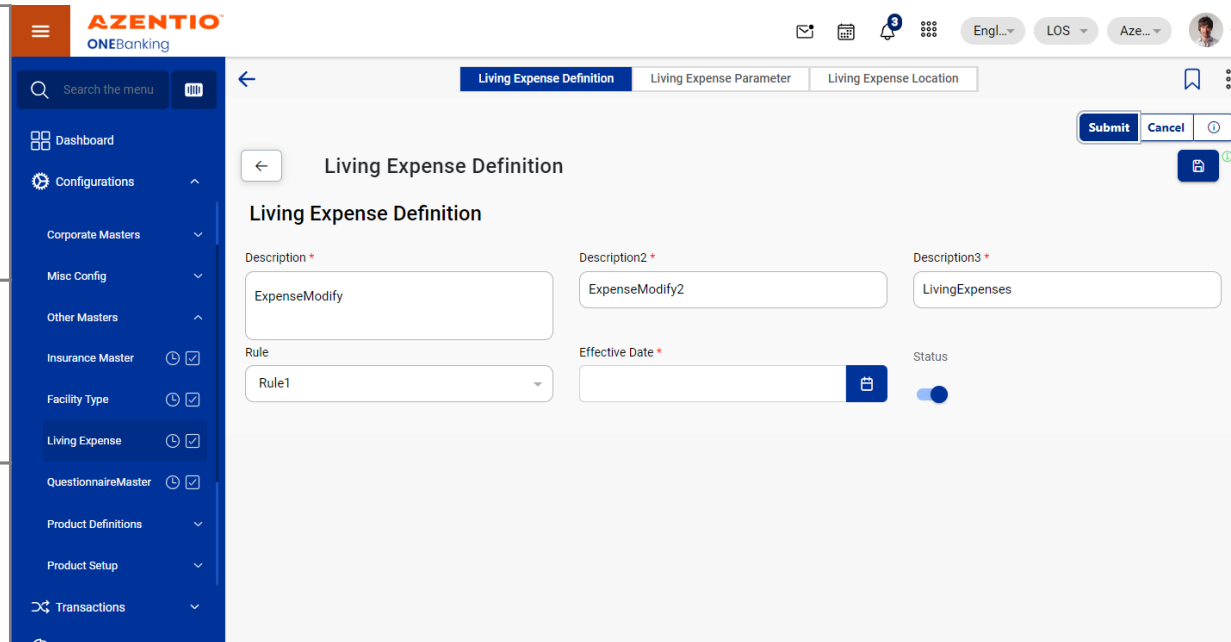 AZENTIO
ONEBanking
3
Engl...
LOS
Aze...
Search the menu
Living Expense Definition
Living Expense Parameter
Living Expense Location
Submit
Cancel
Dashboard
Configurations
Living Expense Definition
Living Expense Definition
Corporate Masters
Misc Config
Other Masters
Insurance Master
Facility Type
Living Expense
QuestionnaireMaster
Product Definitions
Product Setup
Transactions
Description *
Description2 *
Description3 *
ExpenseModify
ExpenseModify2
LivingExpenses
Rule
Effective Date *
Status
Rule1